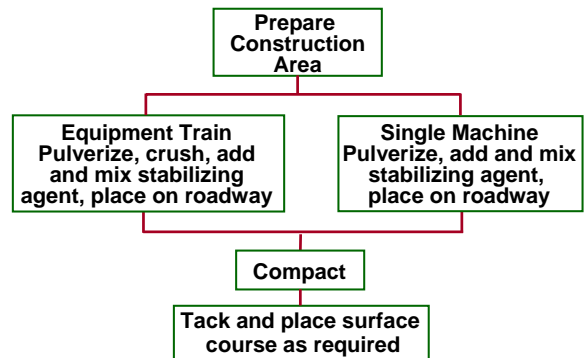 Prepare
Construction
Area
Equipment Train
Pulverize, crush, add
and mix stabilizing
agent, place on roadway
Single Machine
Pulverize, add and mix
stabilizing agent,
place on roadway
Compact
Tack and place surface
course as required